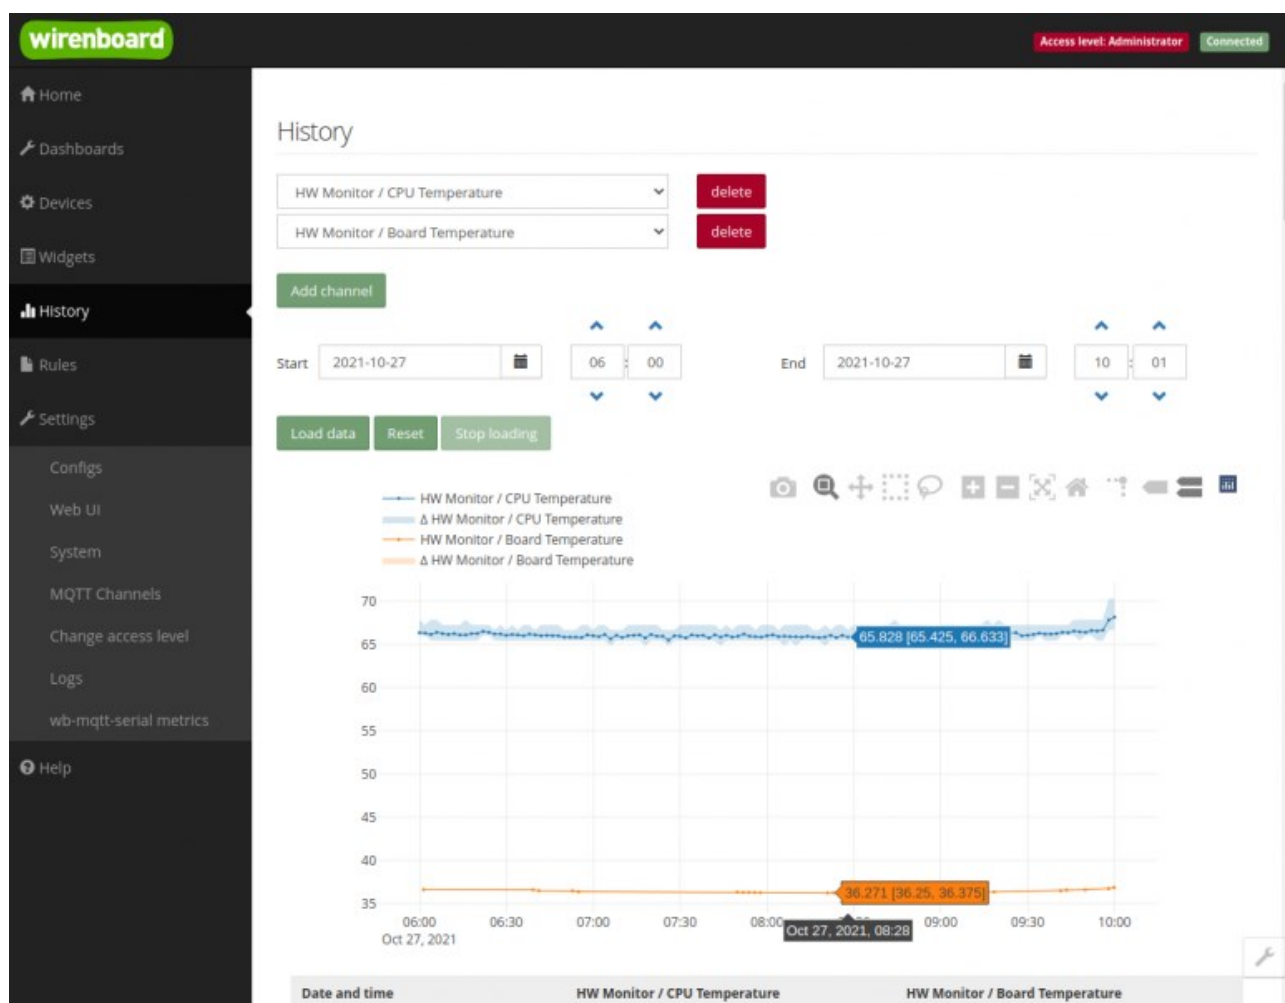 wirenboard
Access level: Administrator Connected
Home
Dashboards
Devices
Widgets
History
Rules
Settings
Configs
Web UI
System
MQTT Channels
Change access level
Logs
wb-mqtt-serial metrics
Help
History
HW Monitor / CPU Temperature delete
HW Monitor / Board Temperature delete
Add channel
Start 2021-10-27 06 : 00 End 2021-10-27 10 : 01
Load data Reset Stop loading
HW Monitor / CPU Temperature
Δ HW Monitor / CPU Temperature
HW Monitor / Board Temperature
Δ HW Monitor / Board Temperature
70
65
60
55
50
45
40
35
65.828 [65.425, 66.633]
36.271 [36.25, 36.375]
06:00 06:30 07:00 07:30 08:00 09:00 09:30 10:00
Oct 27, 2021
Oct 27, 2021, 08:28
Date and time HW Monitor / CPU Temperature HW Monitor / Board Temperature